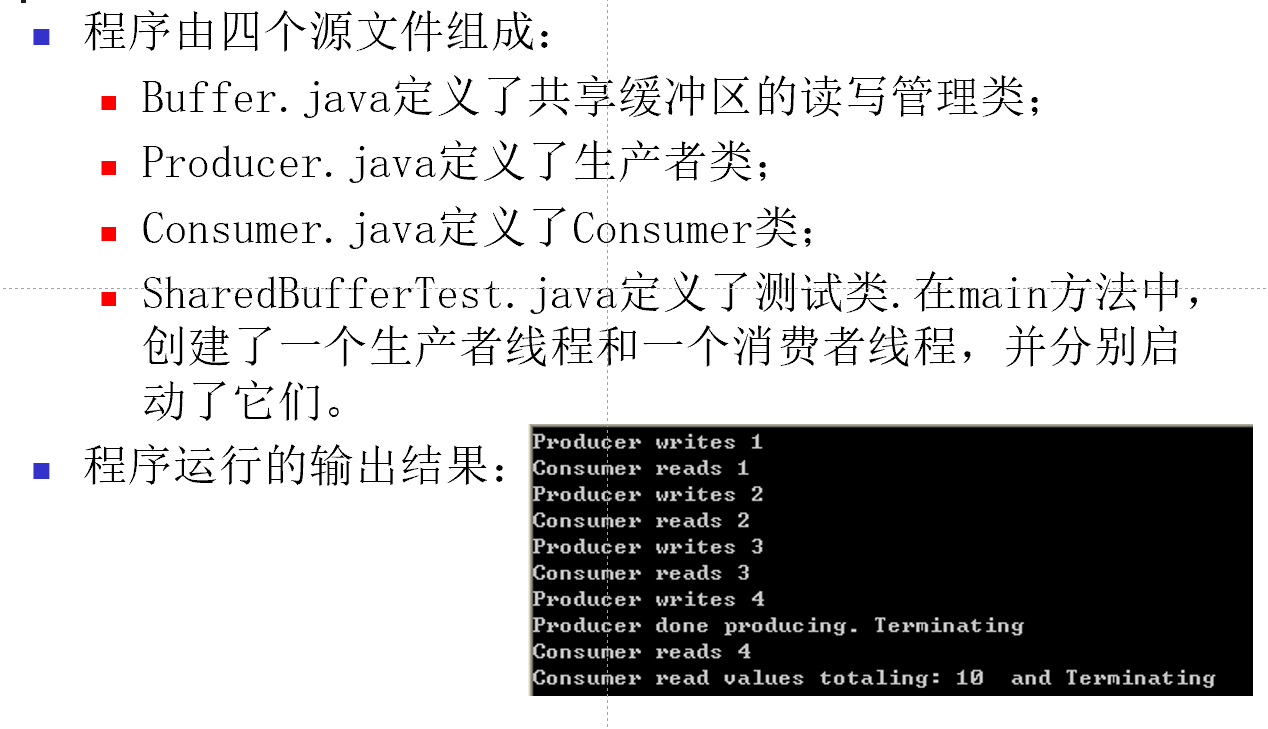 程序由四个源文件组成：
Buffer.java定义了共享缓冲区的读写管理类；
Producer.java定义了生产者类；
Consumer.java定义了Consumer类；
SharedBufferTest.java定义了测试类.在main方法中，
创建了一个生产者线程和一个消费者线程，并分别启
动了它们。
程序运行的输出结果：
Producer writes 1
Consumer reads 1
Producer writes 2
Consumer reads 2
Producer writes 3
Consumer reads 3
Producer writes 4
Producer done producing. Terminating
Consumer reads 4
Consumer read values totaling: 10  and Terminating